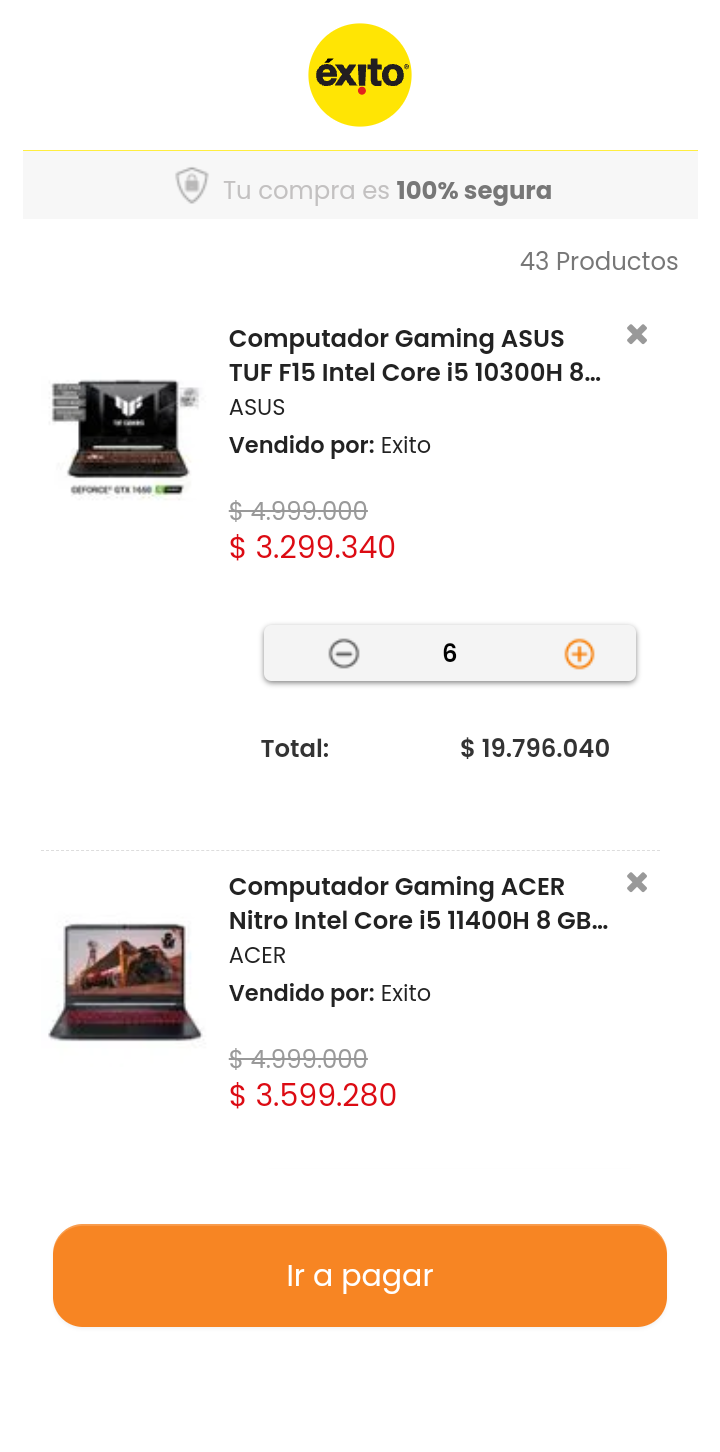 éxito
Tu compra es 100% segura
43 Productos
Computador Gaming ASUS
TUF F15 Intel Core i5 10300H 8...
ASUS
Vendido por: Exito
GEFORCE® GTX 1650
$ 4.999.000
$ 3.299.340
6
Total: $ 19.796.040
Computador Gaming ACER
Nitro Intel Core i5 11400H 8 GB...
ACER
Vendido por: Exito
$ 4.999.000
$ 3.599.280
Ir a pagar